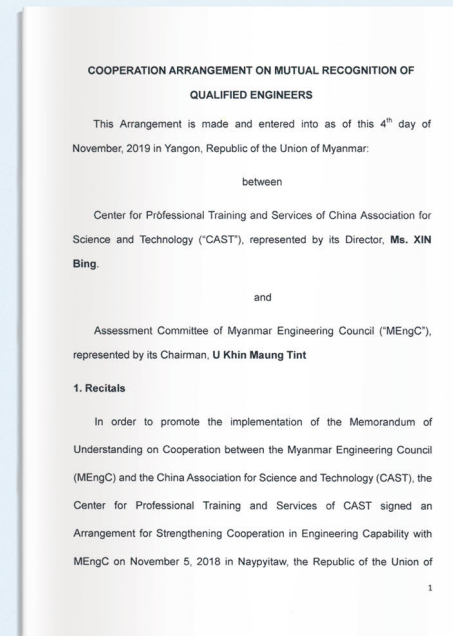 COOPERATION ARRANGEMENT ON MUTUAL RECOGNITION OF
QUALIFIED ENGINEERS
This Arrangement is made and entered into as of this 4th day of
November, 2019 in Yangon, Republic of the Union of Myanmar:
between
Center for Professional Training and Services of China Association for
Science and Technology (“CAST”), represented by its Director, Ms. XIN
Bing.
and
Assessment Committee of Myanmar Engineering Council (“MEngC”),
represented by its Chairman, U Khin Maung Tint
1. Recitals
In order to promote the implementation of the Memorandum of
Understanding on Cooperation between the Myanmar Engineering Council
(MEngC) and the China Association for Science and Technology (CAST), the
Center for Professional Training and Services of CAST signed an
Arrangement for Strengthening Cooperation in Engineering Capability with
MEngC on November 5, 2018 in Naypyitaw, the Republic of the Union of
1